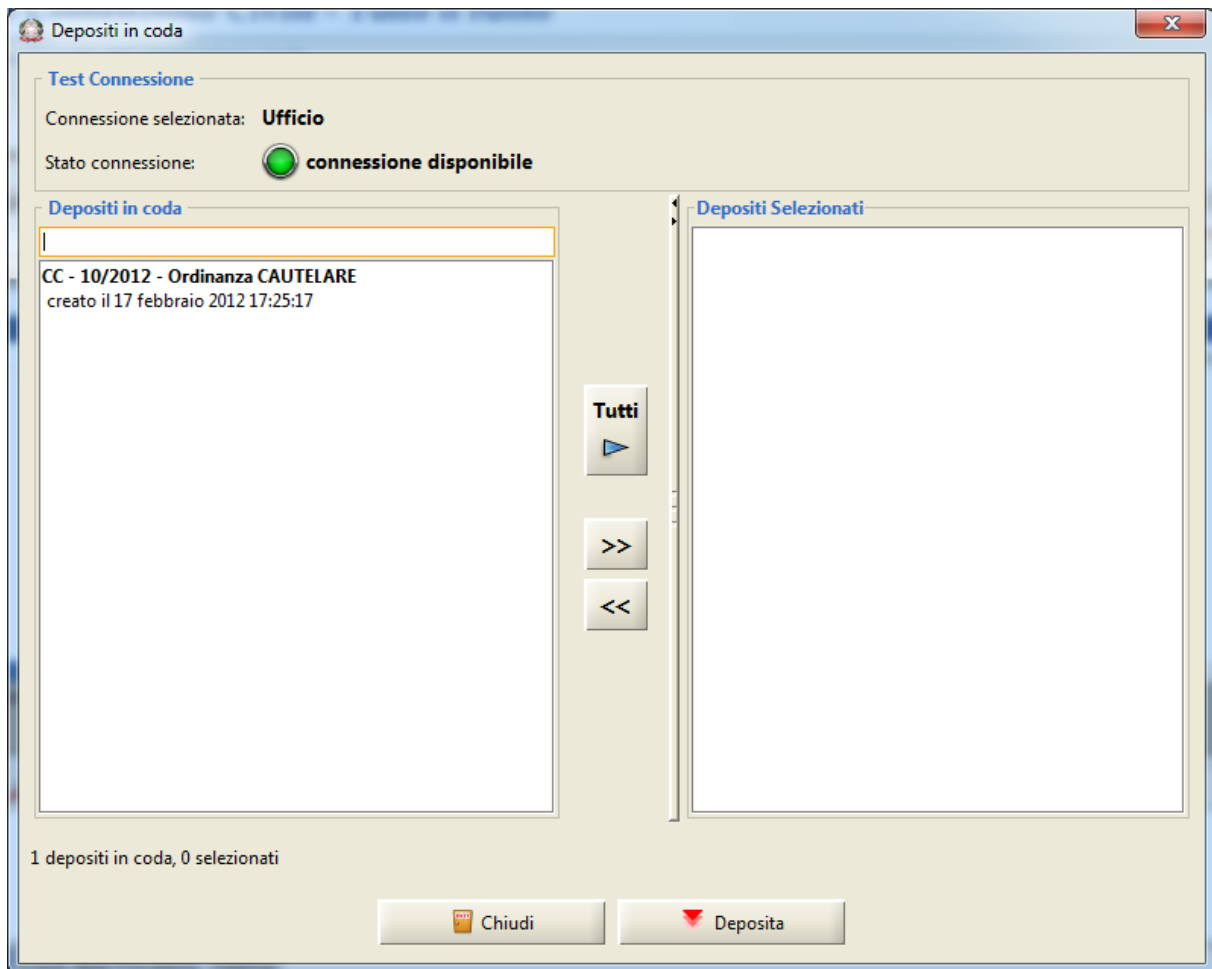 Depositi in coda
Test Connessione
Connessione selezionata: Ufficio
Stato connessione: connessione disponibile
Depositi in coda
CC - 10/2012 - Ordinanza CAUTELARE
creato il 17 febbraio 2012 17:25:17
Tutti
>>
<<
Depositi Selezionati
1 depositi in coda, 0 selezionati
Chiudi
Deposita